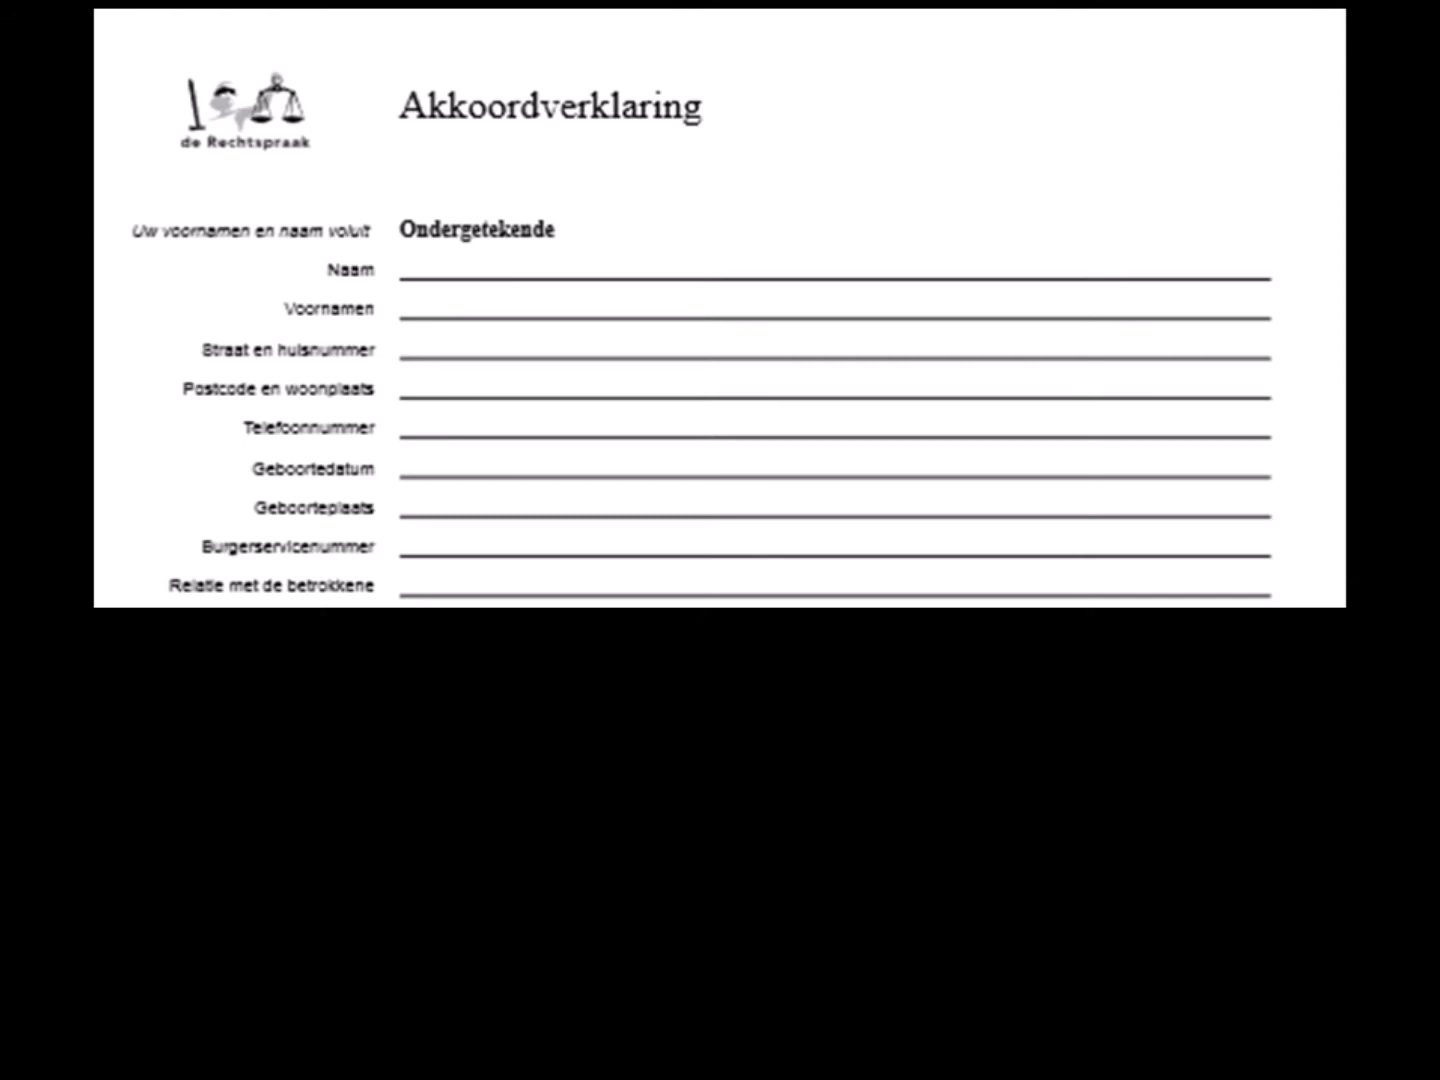 de Rechtspraak
Akkoordverklaring
Uw voornamen en naam voluit
Ondergetekende
Naam
Voornamen
Straat en huisnummer
Postcode en woonplaats
Telefoonnummer
Geboortedatum
Geboorteplaats
Burgerservicenummer
Relatie met de betrokkene